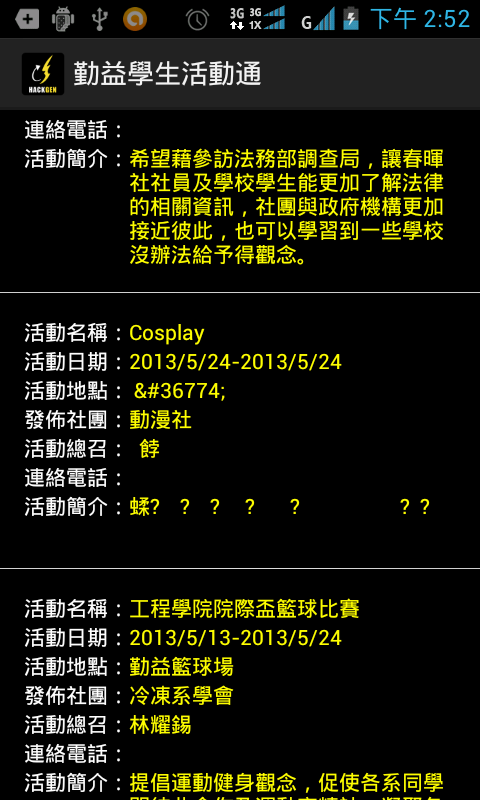 3G
3G
1X
G
下午 2:52
HACKGEN
勤益學生活動通
連絡電話：
活動簡介：希望藉參訪法務部調查局，讓春暉
社社員及學校學生能更加了解法律
的相關資訊，社團與政府機構更加
接近彼此，也可以學習到一些學校
沒辦法給予得觀念。
活動名稱：Cosplay
活動日期：2013/5/24-2013/5/24
活動地點： &#36774;
發佈社團：動漫社
活動總召： 餑
連絡電話：
活動簡介：蝚? ? ? ? ? ? ?
活動名稱：工程學院院際盃籃球比賽
活動日期：2013/5/13-2013/5/24
活動地點：勤益籃球場
發佈社團：冷凍系學會
活動總召：林耀錫
連絡電話：
活動簡介：提倡運動健身觀念，促使各系同學